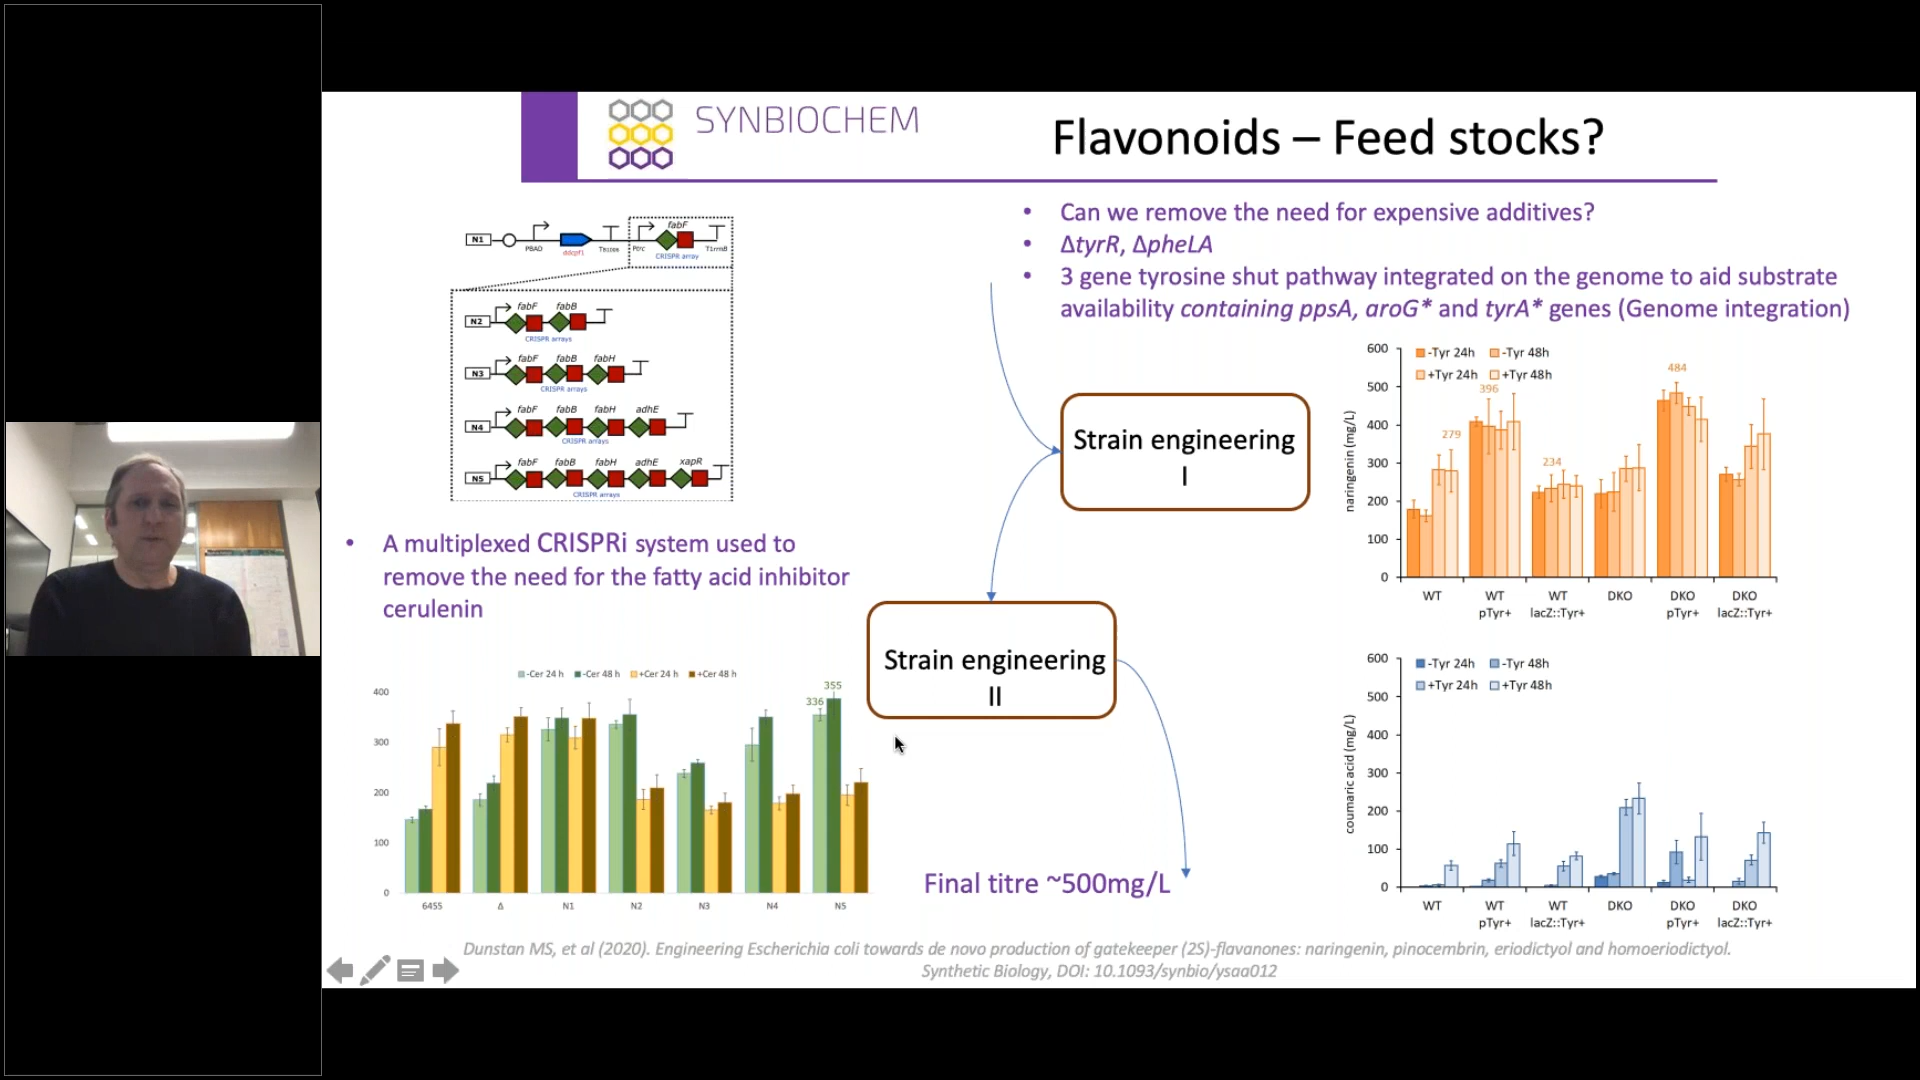 SYNBIOCHEM
Flavonoids – Feed stocks?
• Can we remove the need for expensive additives?
• ΔtyrR, ΔpheLA
• 3 gene tyrosine shut pathway integrated on the genome to aid substrate
availability containing ppsA, aroG* and tyrA* genes (Genome integration)
N1
PBAD
ddcpf1
Ptrc
fabF
T1rrnB
CRISPR array
N2
fabF fabB
CRISPR arrays
N3
fabF fabB fabH
CRISPR arrays
N4
fabF fabB fabH adhE
CRISPR arrays
N5
fabF fabB fabH adhE xapR
CRISPR arrays
• A multiplexed CRISPRi system used to
remove the need for the fatty acid inhibitor
cerulenin
-Cer 24 h -Cer 48 h +Cer 24 h +Cer 48 h
400
300
200
100
0
336
355
6455 Δ N1 N2 N3 N4 N5
Strain engineering
I
Strain engineering
II
Final titre ~500mg/L
naringenin (mg/L)
600
500
400
300
200
100
0
-Tyr 24h -Tyr 48h
+Tyr 24h +Tyr 48h
279
396
234
484
WT WT WT DKO DKO DKO
pTyr+ lacZ::Tyr+ pTyr+ lacZ::Tyr+
coumaric acid (mg/L)
600
500
400
300
200
100
0
-Tyr 24h -Tyr 48h
+Tyr 24h +Tyr 48h
WT WT WT DKO DKO DKO
pTyr+ lacZ::Tyr+ pTyr+ lacZ::Tyr+
Dunstan MS, et al (2020). Engineering Escherichia coli towards de novo production of gatekeeper (2S)-flavanones: naringenin, pinocembrin, eriodictyol and homoeriodictyol.
Synthetic Biology, DOI: 10.1093/synbio/ysaa012